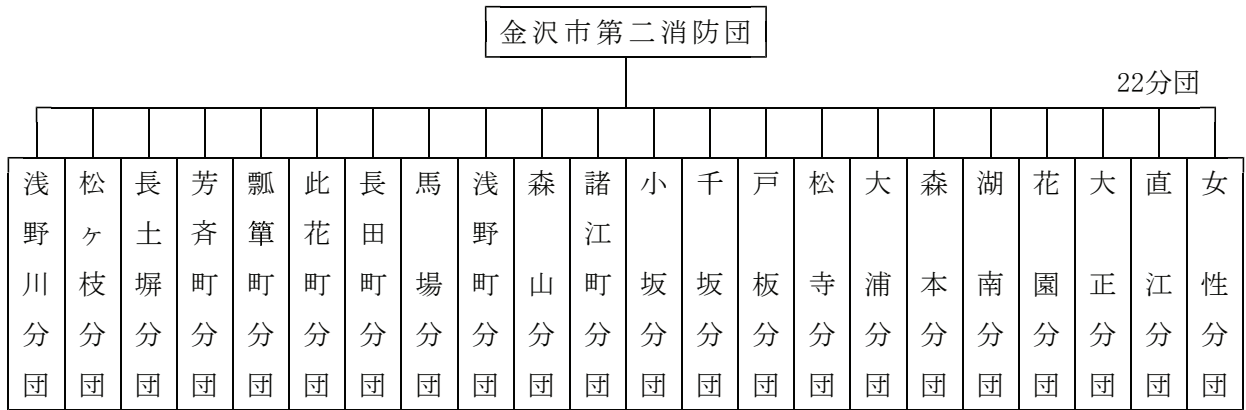 金沢市第二消防団
22分団
浅野川分団
松ヶ枝分団
長土塀分団
芳斉町分団
瓢箪町分団
此花町分団
長田町分団
馬場分団
浅野町分団
森山分団
諸江町分団
小坂分団
千坂分団
戸板分団
松寺分団
大浦分団
森本分団
湖南分団
花園分団
大正分団
直江分団
女性分団